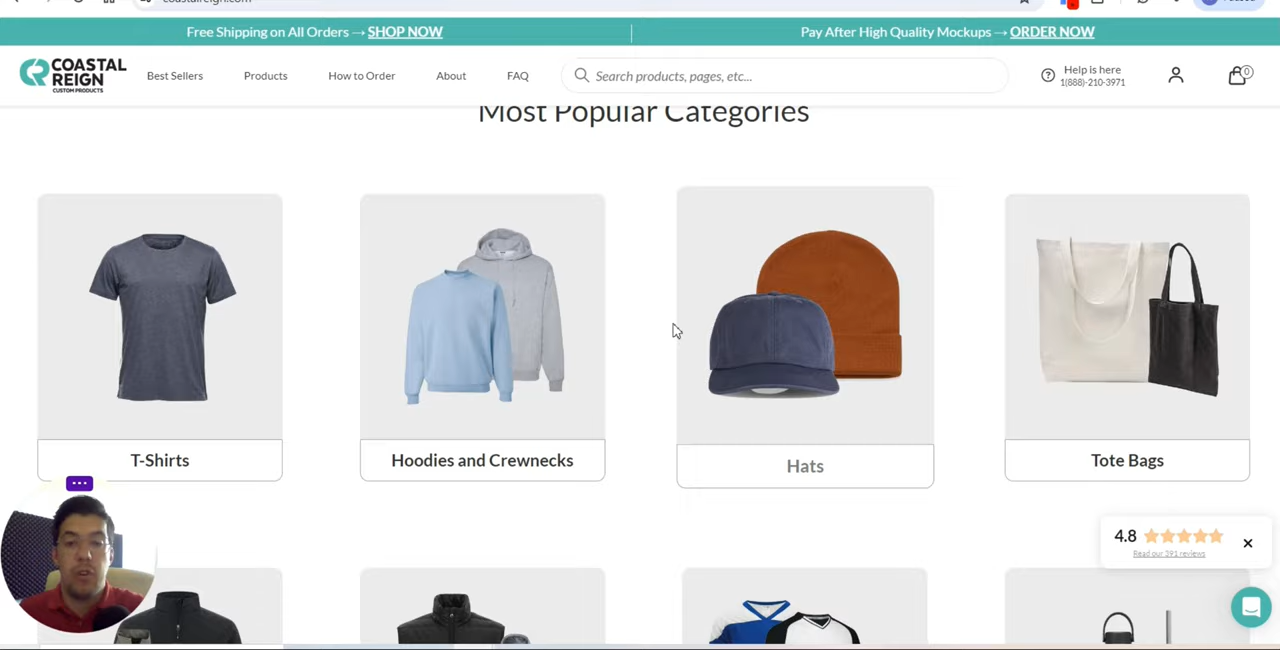 coastalreign.com
Free Shipping on All Orders → SHOP NOW
Pay After High Quality Mockups → ORDER NOW
COASTAL
REIGN
CUSTOM PRODUCTS
Best Sellers
Products
How to Order
About
FAQ
Search products, pages, etc...
Help is here
1(888)-210-3971
0
Most Popular Categories
T-Shirts
Hoodies and Crewnecks
Hats
Tote Bags
4.8
Read our 391 reviews